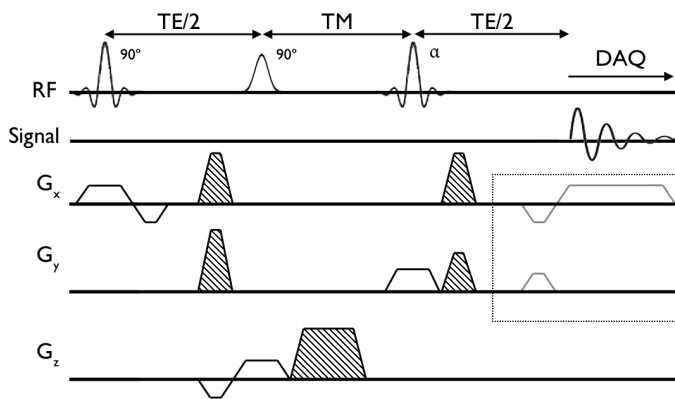 TE/2 TM TE/2
90° 90° α DAQ
RF
Signal
Gx
Gy
Gz